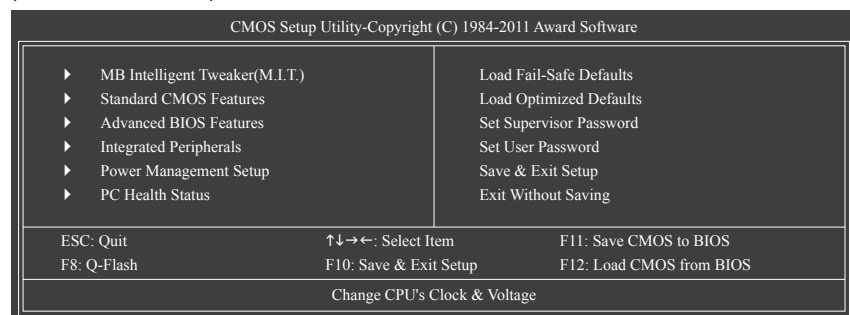 CMOS Setup Utility-Copyright (C) 1984-2011 Award Software
MB Intelligent Tweaker(M.I.T.)
Standard CMOS Features
Advanced BIOS Features
Integrated Peripherals
Power Management Setup
PC Health Status
Load Fail-Safe Defaults
Load Optimized Defaults
Set Supervisor Password
Set User Password
Save & Exit Setup
Exit Without Saving
ESC: Quit
↑↓→←: Select Item
F11: Save CMOS to BIOS
F8: Q-Flash
F10: Save & Exit Setup
F12: Load CMOS from BIOS
Change CPU's Clock & Voltage